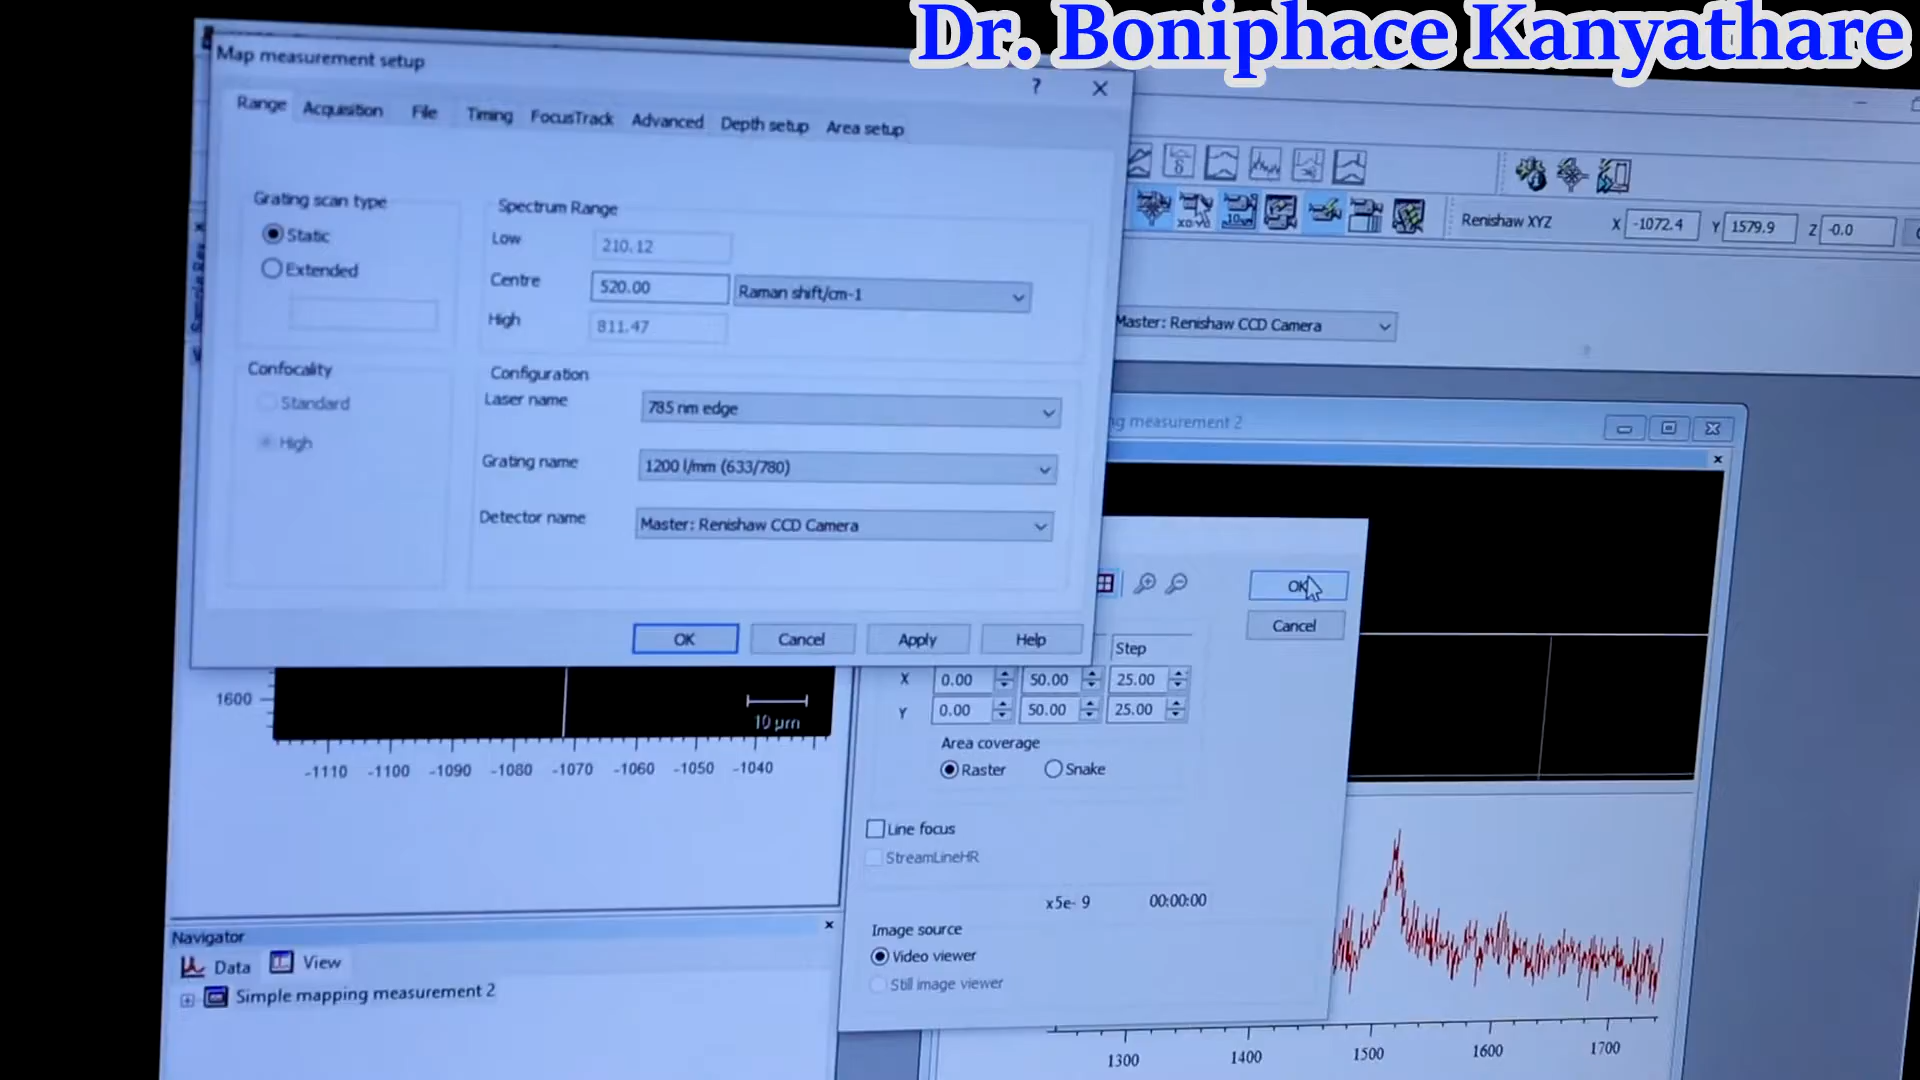 Dr. Boniphace Kanyathare
Map measurement setup
?
Range Acquisition File Timing FocusTrack Advanced Depth setup Area setup
Grating scan type
Static
Extended
Spectrum Range
Low 210.12
Centre 520.00 Raman shift/cm-1
High 811.47
Confocality
Standard
High
Configuration
Laser name 785 nm edge
Grating name 1200 l/mm (633/780)
Detector name Master: Renishaw CCD Camera
OK Cancel Apply Help
Renishaw XYZ X -1072.4 Y 1579.9 Z -0.0
Master: Renishaw CCD Camera
measurement 2
OK
Cancel
Step
X 0.00 50.00 25.00
Y 0.00 50.00 25.00
Area coverage
Raster Snake
Line focus
StreamLineHR
x5e- 9 00:00:00
Image source
Video viewer
Still image viewer
1600
10 µm
-1110 -1100 -1090 -1080 -1070 -1060 -1050 -1040
Navigator
Data View
Simple mapping measurement 2
1300 1400 1500 1600 1700